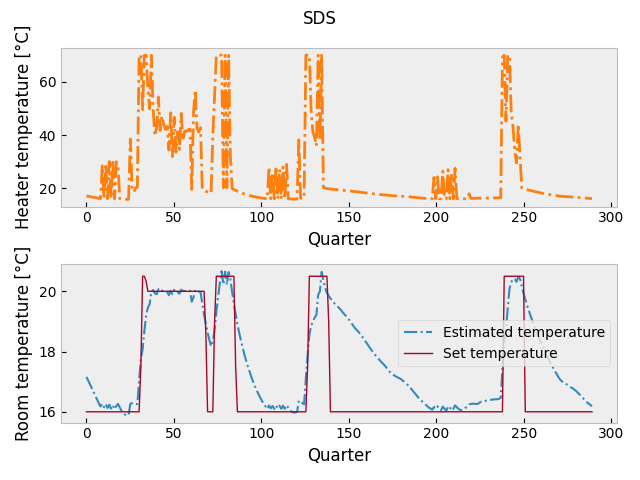 SDS
Heater temperature [°C]
60
40
20
0 50 100 150 200 250 300
Quarter
Room temperature [°C]
20
18
16
Estimated temperature
Set temperature
0 50 100 150 200 250 300
Quarter